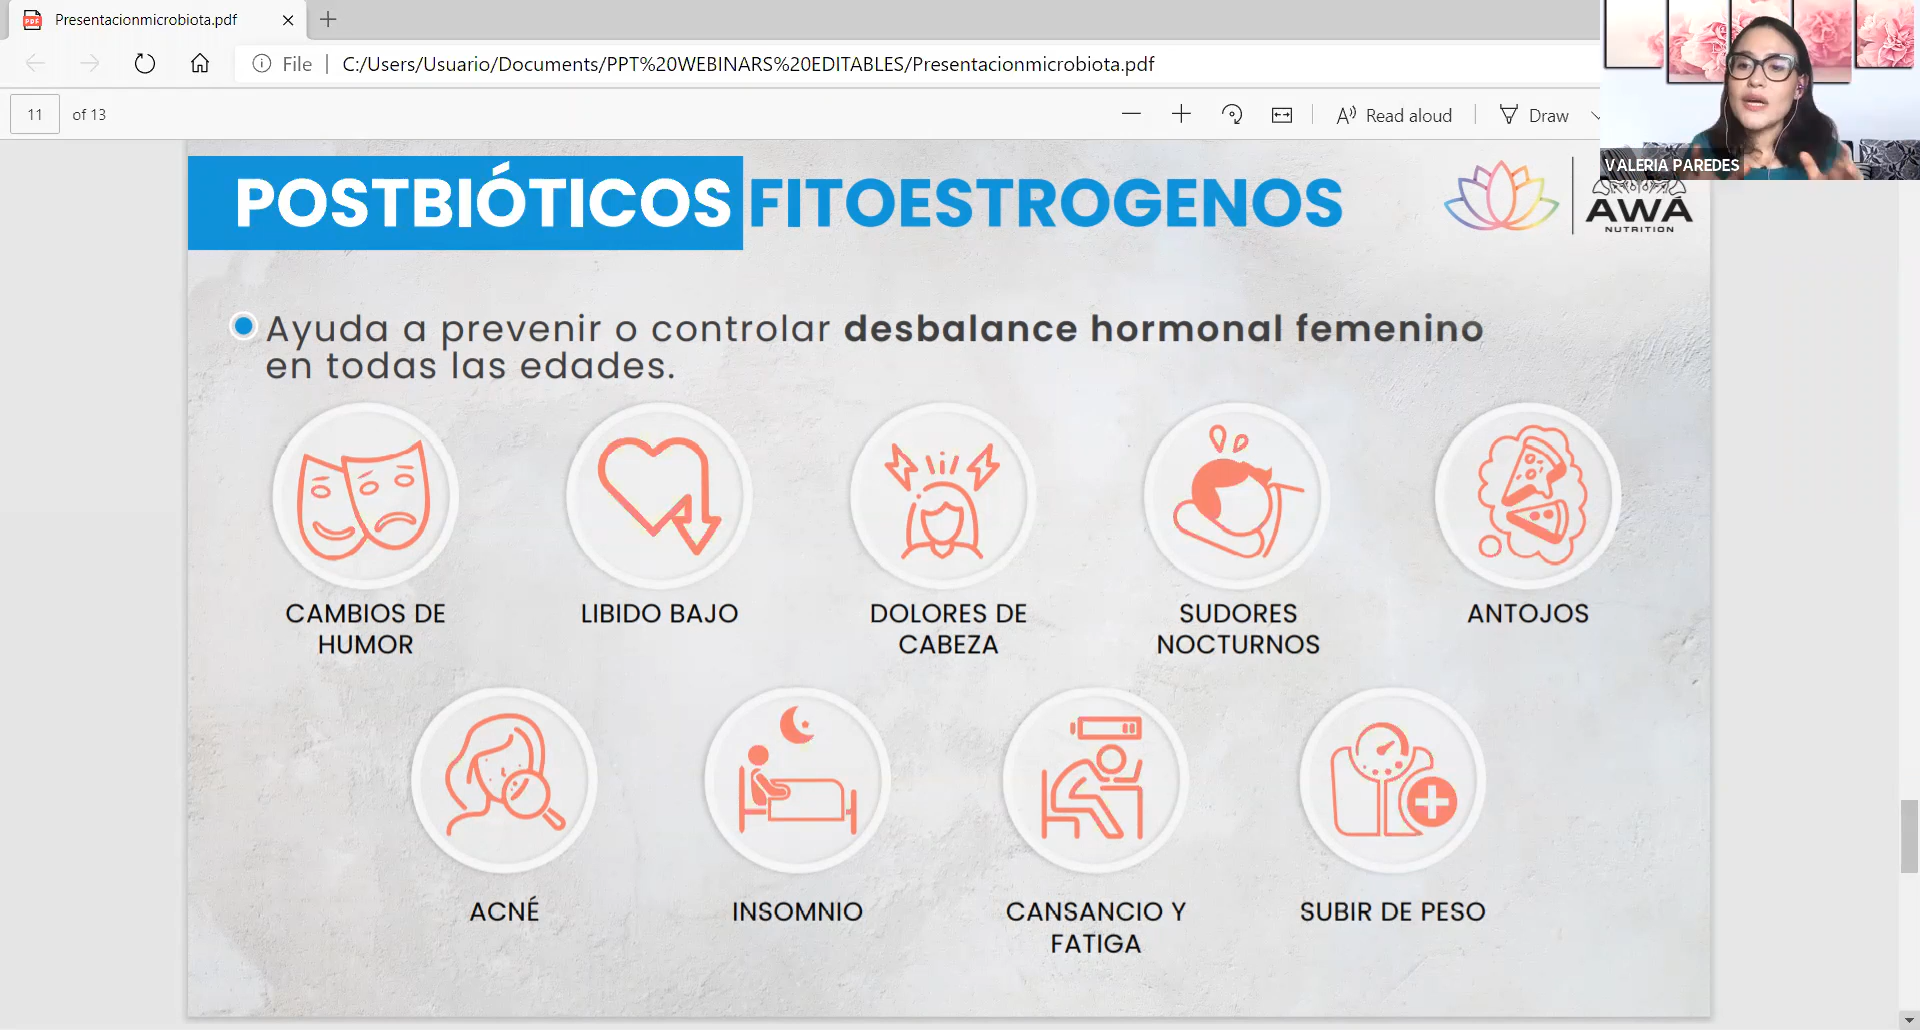 Presentacionmicrobiota.pdf
File
C:/Users/Usuario/Documents/PPT%20WEBINARS%20EDITABLES/Presentacionmicrobiota.pdf
11 of 13
Read aloud
Draw
VALERIA PAREDES
POSTBIÓTICOS FITOESTROGENOS
AWÁ
NUTRITION
Ayuda a prevenir o controlar desbalance hormonal femenino
en todas las edades.
CAMBIOS DE
HUMOR
LIBIDO BAJO
DOLORES DE
CABEZA
SUDORES
NOCTURNOS
ANTOJOS
ACNÉ
INSOMNIO
CANSANCIO Y
FATIGA
SUBIR DE PESO